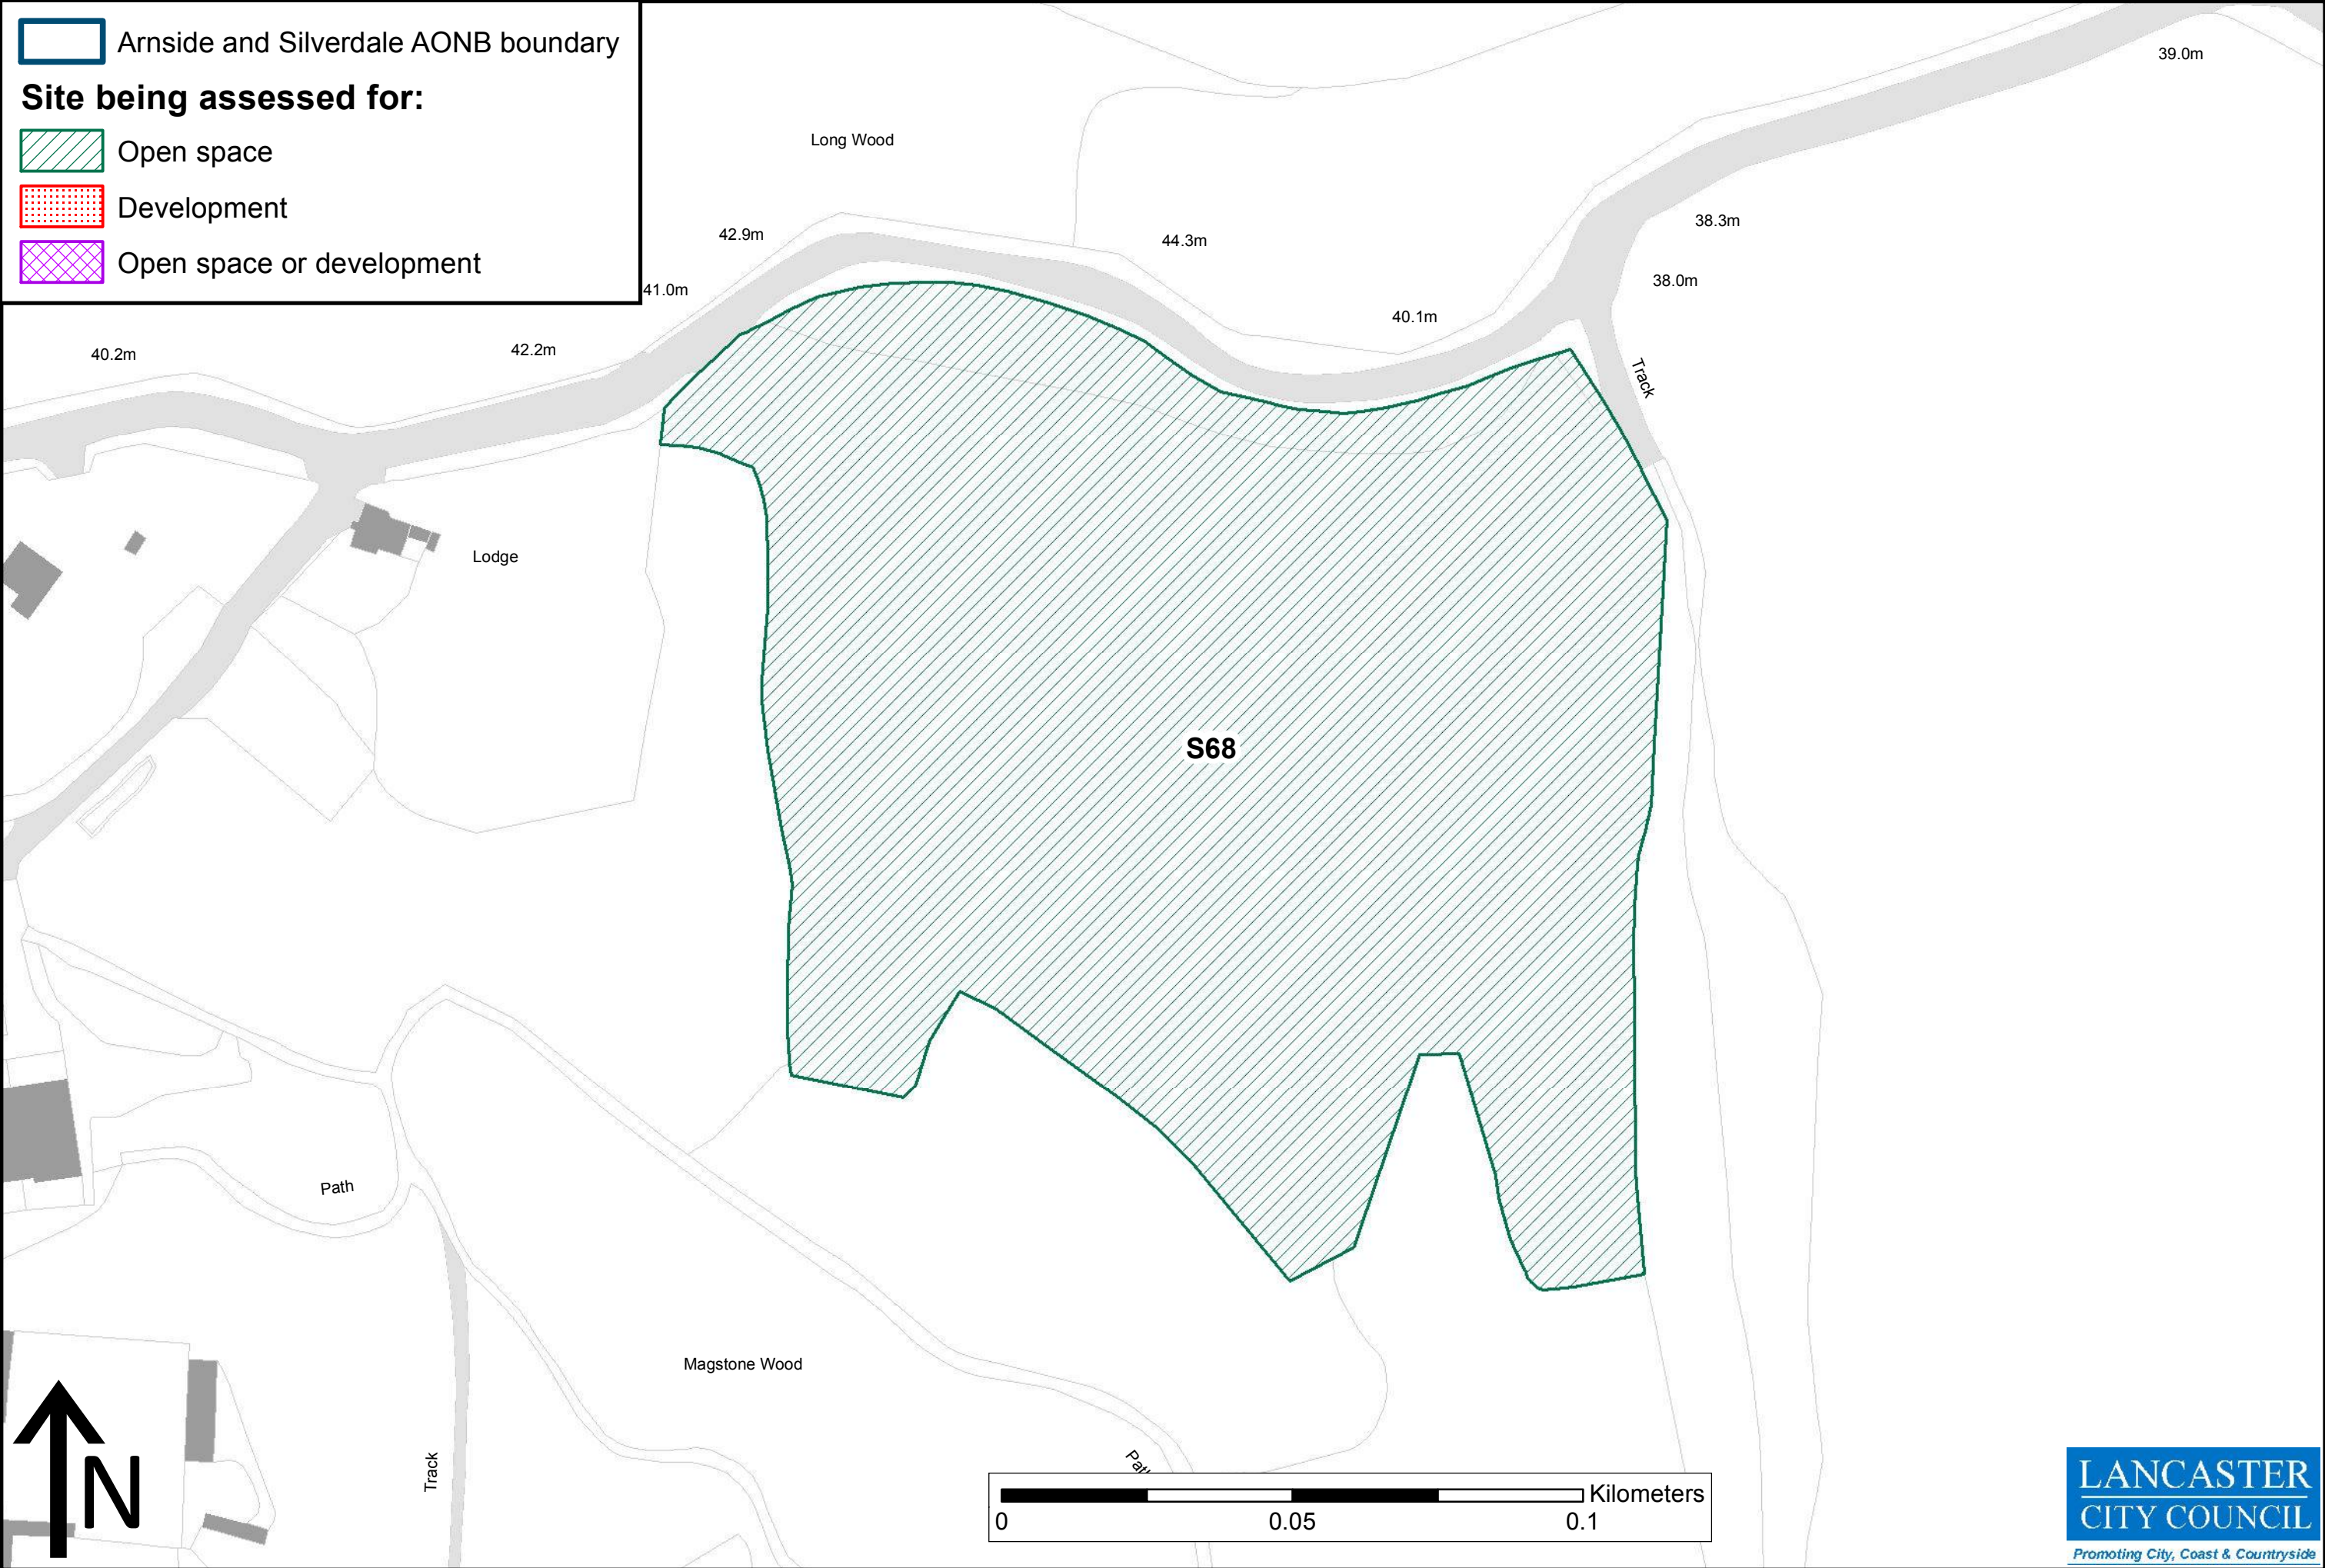 Arnside and Silverdale AONB boundary
Site being assessed for:
Open space
Development
Open space or development
39.0m
Long Wood
38.3m
42.9m
44.3m
38.0m
41.0m
40.1m
40.2m
42.2m
Track
Lodge
S68
Path
Magstone Wood
Track
N
Kilometers
0 0.05 0.1
LANCASTER
CITY COUNCIL
Promoting City, Coast & Countryside